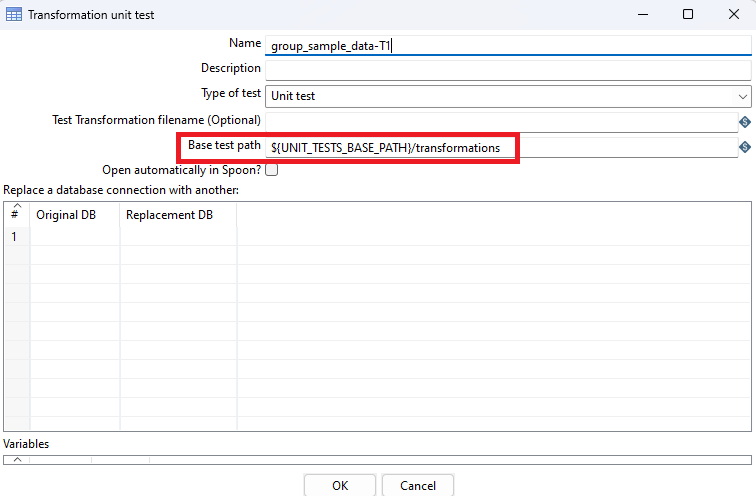 Transformation unit test
Name group_sample_data-T1
Description
Type of test Unit test
Test Transformation filename (Optional)
Base test path ${UNIT_TESTS_BASE_PATH}/transformations
Open automatically in Spoon?
Replace a database connection with another:
# Original DB Replacement DB
1
Variables
OK Cancel